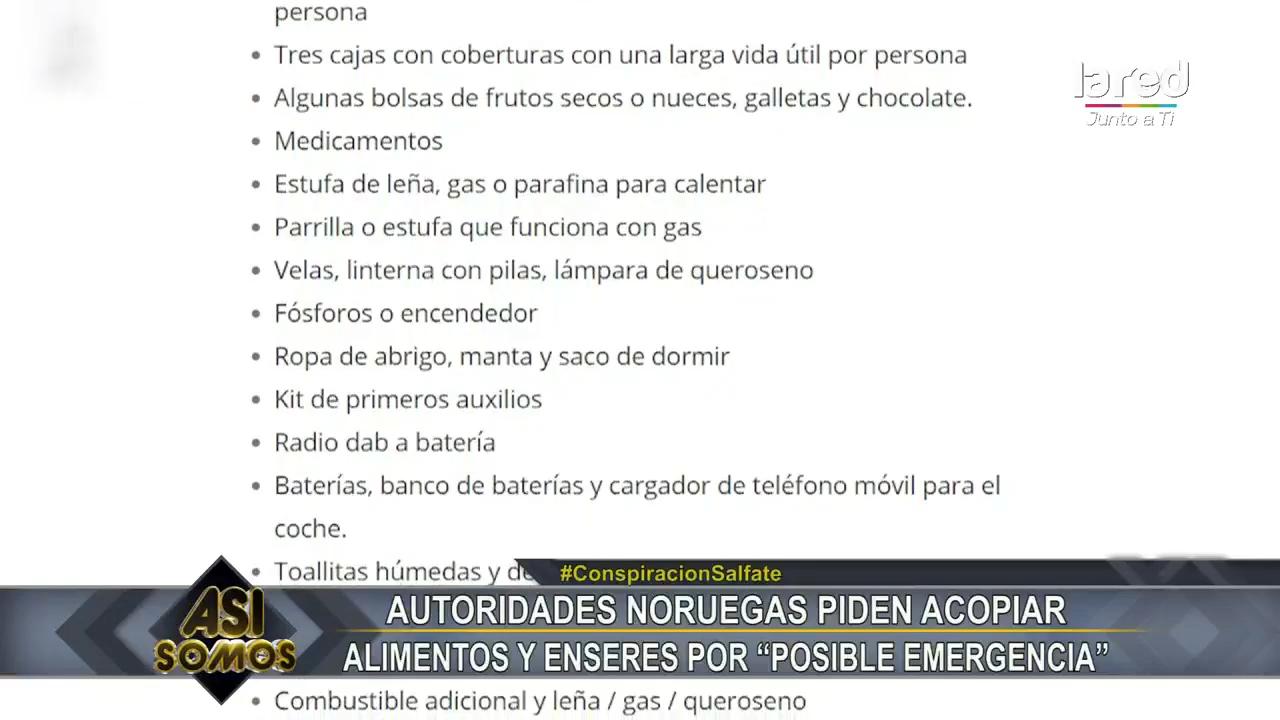 persona
Tres cajas con coberturas con una larga vida útil por persona
Algunas bolsas de frutos secos o nueces, galletas y chocolate.
Medicamentos
Estufa de leña, gas o parafina para calentar
Parrilla o estufa que funciona con gas
Velas, linterna con pilas, lámpara de queroseno
Fósforos o encendedor
Ropa de abrigo, manta y saco de dormir
Kit de primeros auxilios
Radio dab a batería
Baterías, banco de baterías y cargador de teléfono móvil para el
coche.
Toallitas húmedas y
Combustible adicional y leña / gas / queroseno
lared
Junto a Ti
#ConspiracionSalfate
ASI
SOMOS
AUTORIDADES NORUEGAS PIDEN ACOPIAR
ALIMENTOS Y ENSERES POR “POSIBLE EMERGENCIA”